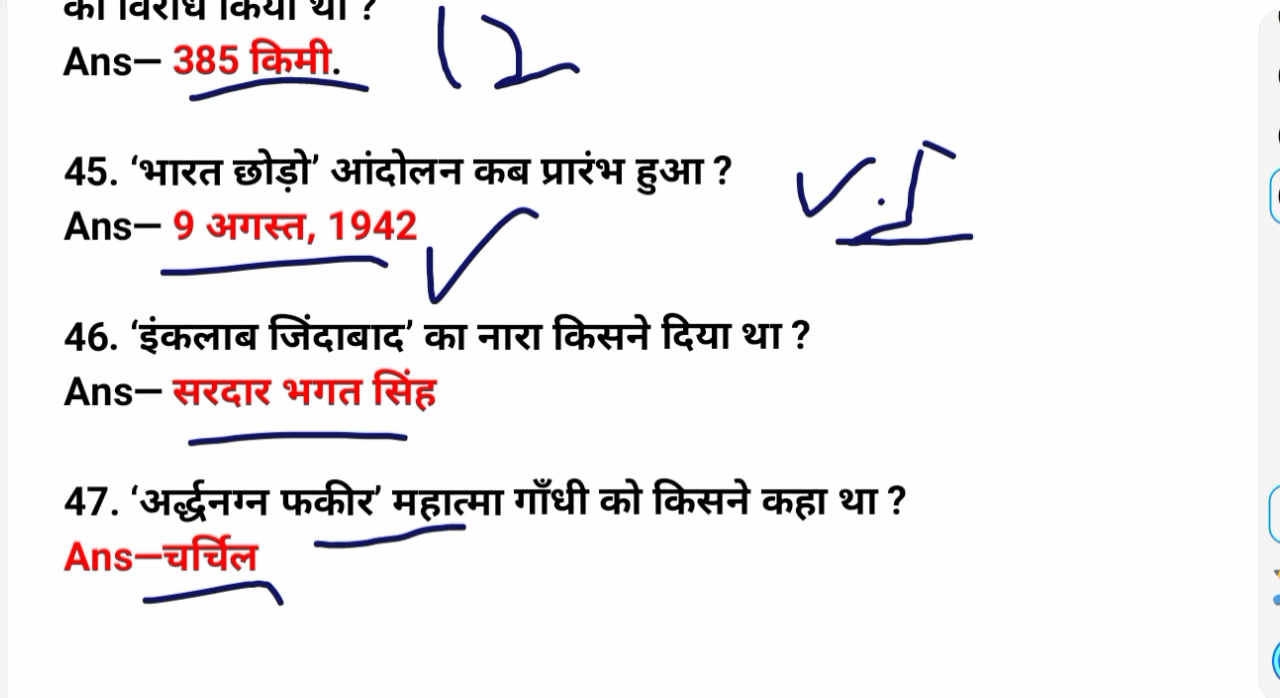 का विरोध किया था ?
Ans– 385 किमी. 12
45. ‘भारत छोड़ो’ आंदोलन कब प्रारंभ हुआ ?
V.I
Ans– 9 अगस्त, 1942
46. ‘इंकलाब जिंदाबाद’ का नारा किसने दिया था ?
Ans– सरदार भगत सिंह
47. ‘अर्द्धनग्न फकीर’ महात्मा गाँधी को किसने कहा था ?
Ans–चर्चिल